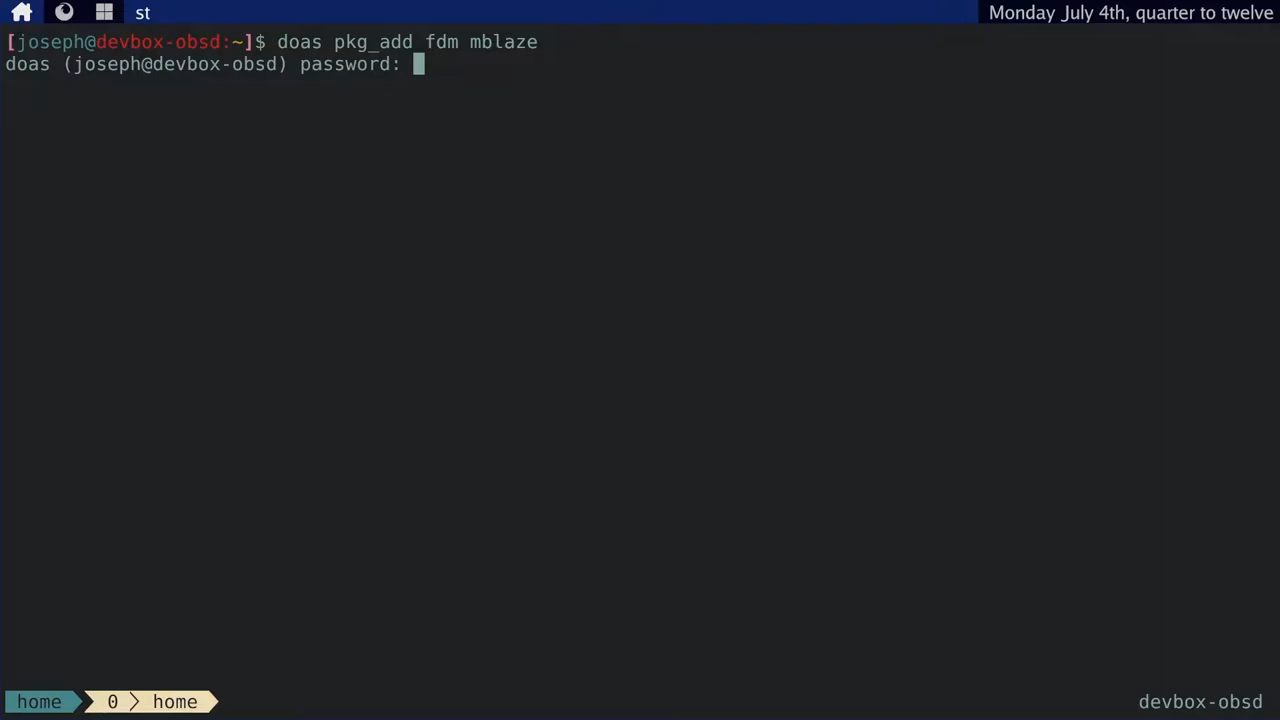 st
Monday July 4th, quarter to twelve
[joseph@devbox-obsd:~]$ doas pkg_add fdm mblaze
doas (joseph@devbox-obsd) password:
home 0 home
devbox-obsd